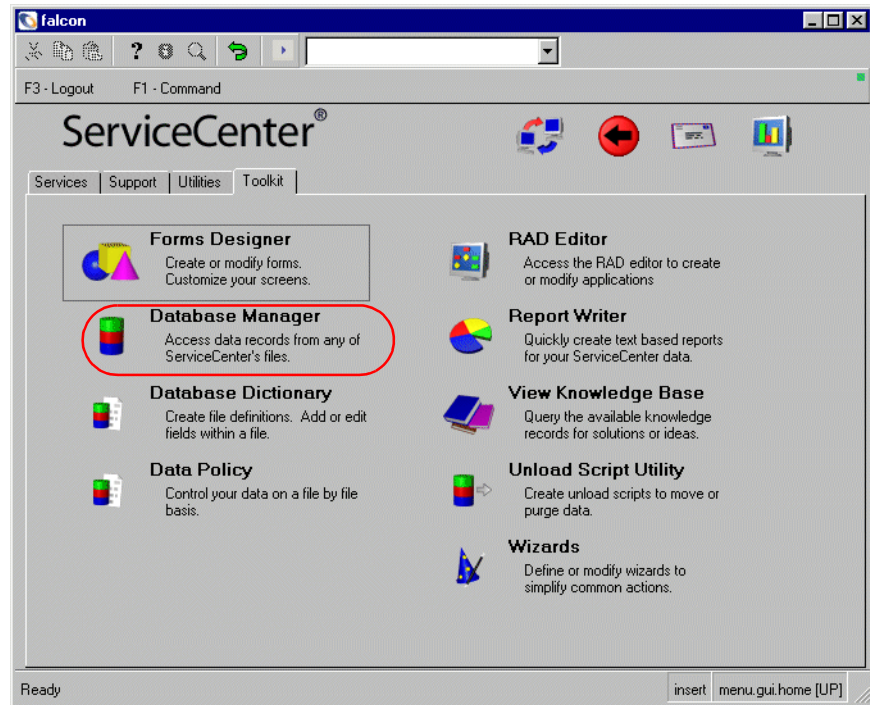 falcon
F3 - Logout F1 - Command
ServiceCenter®
Services Support Utilities Toolkit
Forms Designer
Create or modify forms.
Customize your screens.
Database Manager
Access data records from any of
ServiceCenter's files.
Database Dictionary
Create file definitions. Add or edit
fields within a file.
Data Policy
Control your data on a file by file
basis.
RAD Editor
Access the RAD editor to create
or modify applications
Report Writer
Quickly create text based reports
for your ServiceCenter data.
View Knowledge Base
Query the available knowledge
records for solutions or ideas.
Unload Script Utility
Create unload scripts to move or
purge data.
Wizards
Define or modify wizards to
simplify common actions.
Ready insert menu.gui.home [UP]